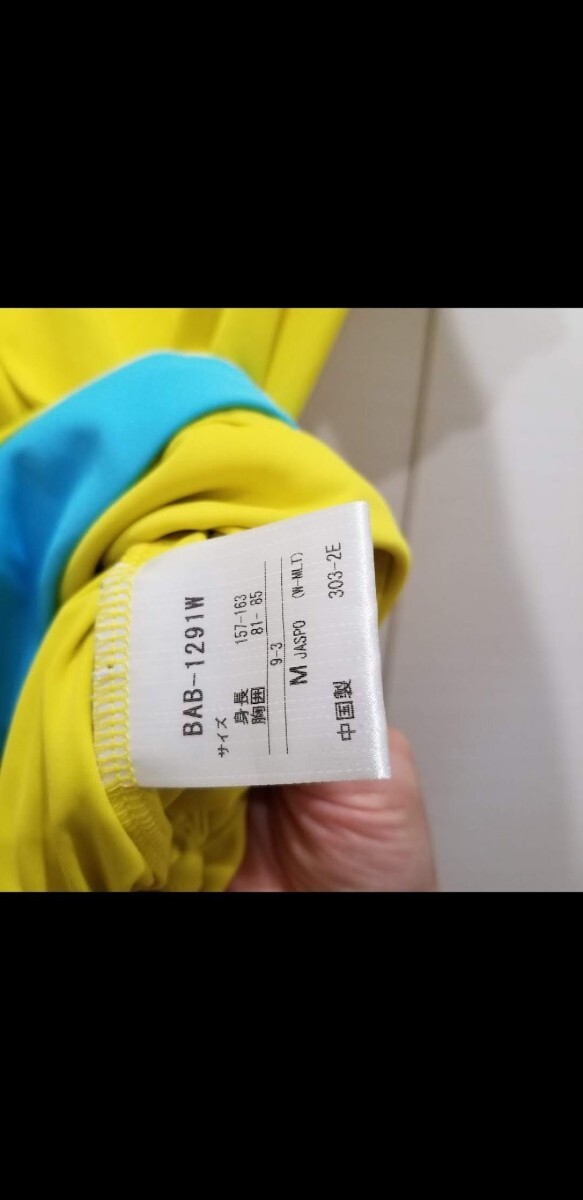 BAB-1291W
サイズ
身長 157-163
胸囲 81- 85
9-3
M JASPO (W-MLT)
中国製 303-2E